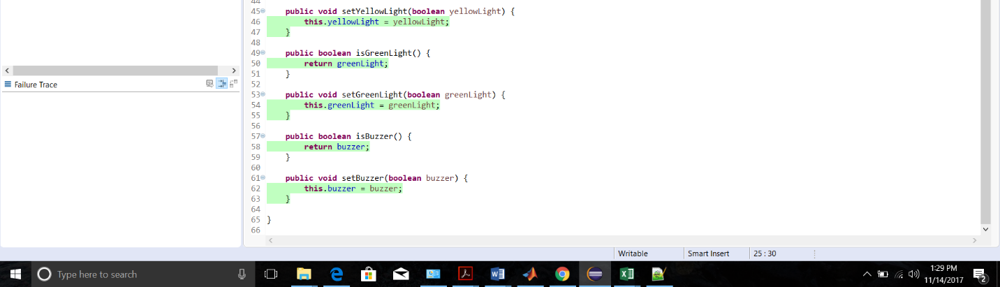 44
45 public void setYellowLight(boolean yellowLight) {
46 this.yellowLight = yellowLight;
47 }
48
49 public boolean isGreenLight() {
50 return greenLight;
51 }
52
53 public void setGreenLight(boolean greenLight) {
54 this.greenLight = greenLight;
55 }
56
57 public boolean isBuzzer() {
58 return buzzer;
59 }
60
61 public void setBuzzer(boolean buzzer) {
62 this.buzzer = buzzer;
63 }
64
65 }
66
Failure Trace
Writable Smart Insert 25 : 30
Type here to search
1:29 PM
11/14/2017
2